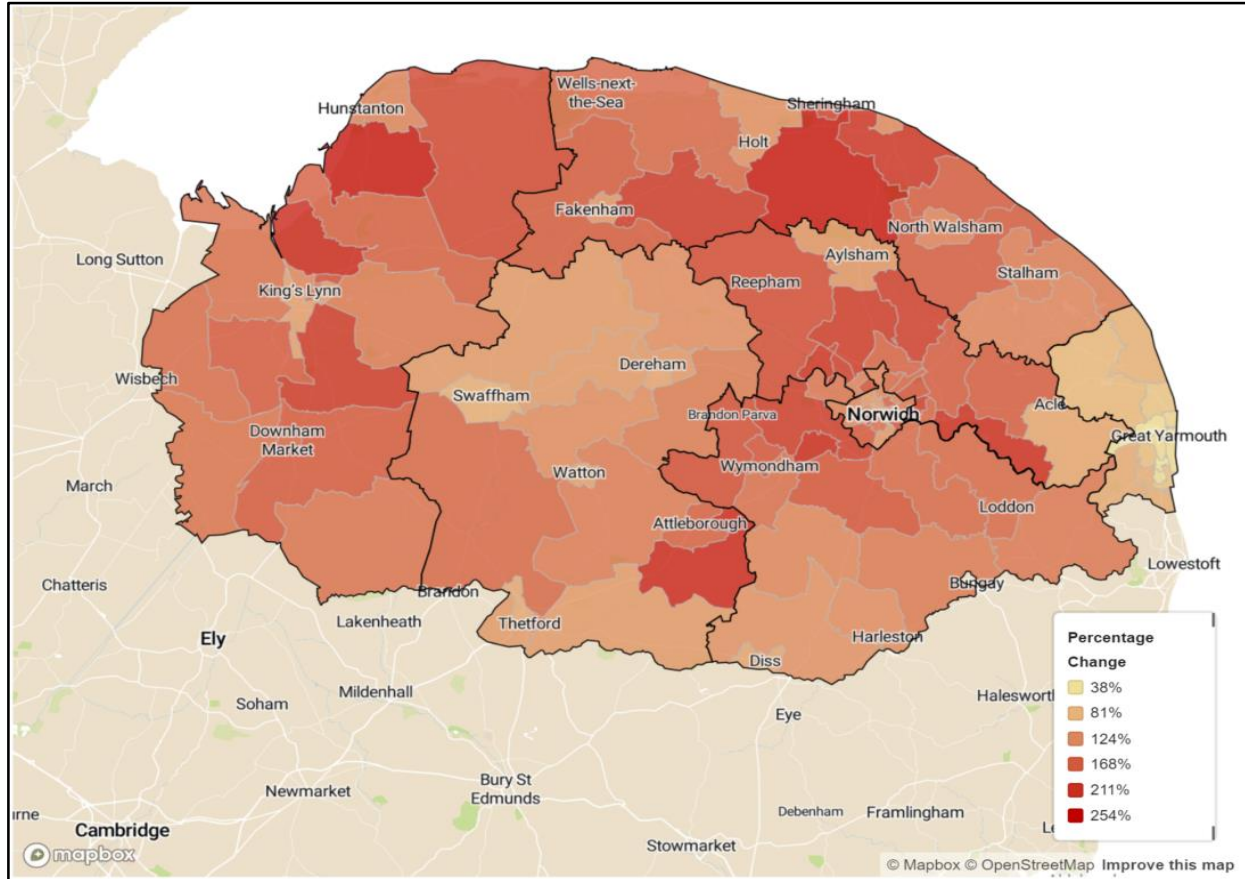 Hunstanton
Wells-next-
the-Sea
Sheringham
Holt
Fakenham
North Walsham
Long Sutton
Aylsham
Stalham
Reepham
King's Lynn
Wisbech
Dereham
Swaffham
Brandon Parva
Norwich
Acle
Great Yarmouth
Downham
Market
March
Watton
Wymondham
Loddon
Attleborough
Chatteris
Lowestoft
Brandon
Bungay
Lakenheath
Thetford
Ely
Harleston
Diss
Mildenhall
Soham
Halesworth
Eye
Newmarket
Bury St
Edmunds
Debenham
Framlingham
Cambridge
Stowmarket
Percentage
Change
38%
81%
124%
168%
211%
254%
mapbox
© Mapbox © OpenStreetMap Improve this map